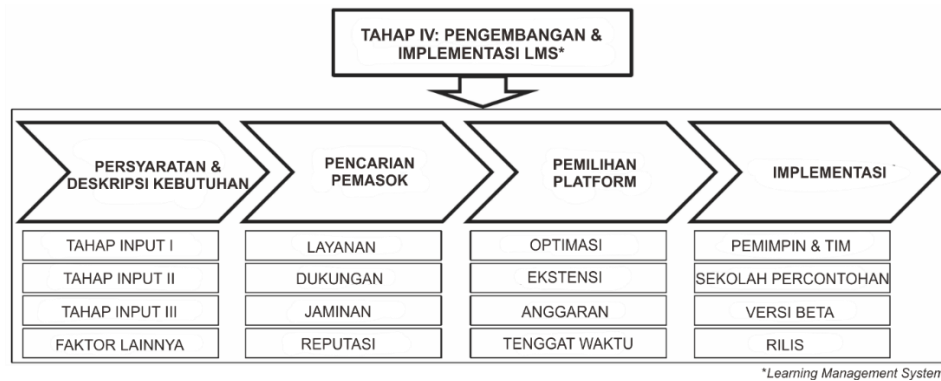 TAHAP IV: PENGEMBANGAN &
IMPLEMENTASI LMS*
PERSYARATAN &
DESKRIPSI KEBUTUHAN
TAHAP INPUT I
TAHAP INPUT II
TAHAP INPUT III
FAKTOR LAINNYA
PENCARIAN
PEMASOK
LAYANAN
DUKUNGAN
JAMINAN
REPUTASI
PEMILIHAN
PLATFORM
OPTIMASI
EKSTENSI
ANGGARAN
TENGGAT WAKTU
IMPLEMENTASI
PEMIMPIN & TIM
SEKOLAH PERCONTOHAN
VERSI BETA
RILIS
*Learning Management System